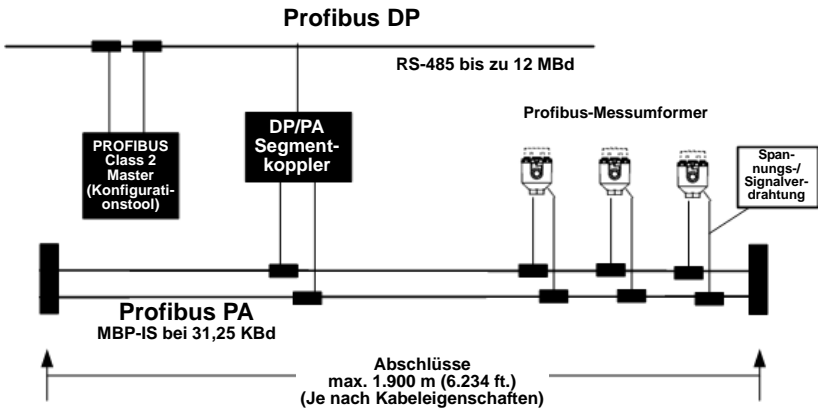 Profibus DP
RS-485 bis zu 12 MBd
Profibus-Messumformer
PROFIBUS
Class 2
Master
(Konfigurati-
onstool)
DP/PA
Segment-
koppler
Span-
nungs-/
Signalver-
drahtung
Profibus PA
MBP-IS bei 31,25 KBd
Abschlüsse
max. 1.900 m (6.234 ft.)
(Je nach Kabeleigenschaften)